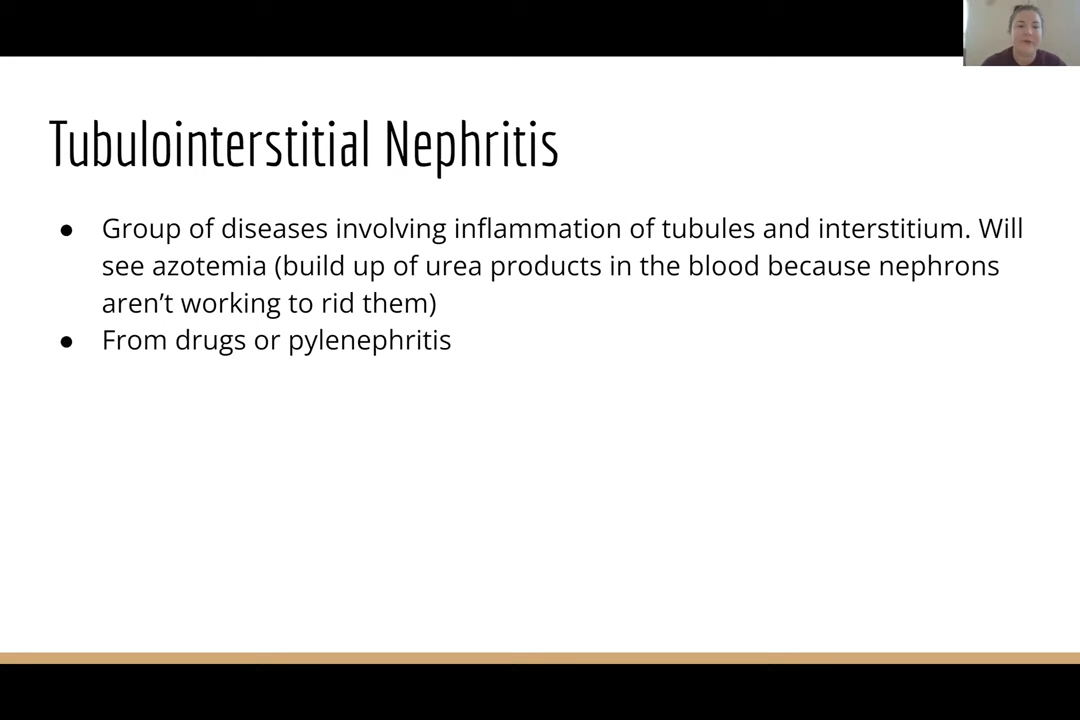 Tubulointerstitial Nephritis
● Group of diseases involving inflammation of tubules and interstitium. Will
see azotemia (build up of urea products in the blood because nephrons
aren’t working to rid them)
● From drugs or pylenephritis